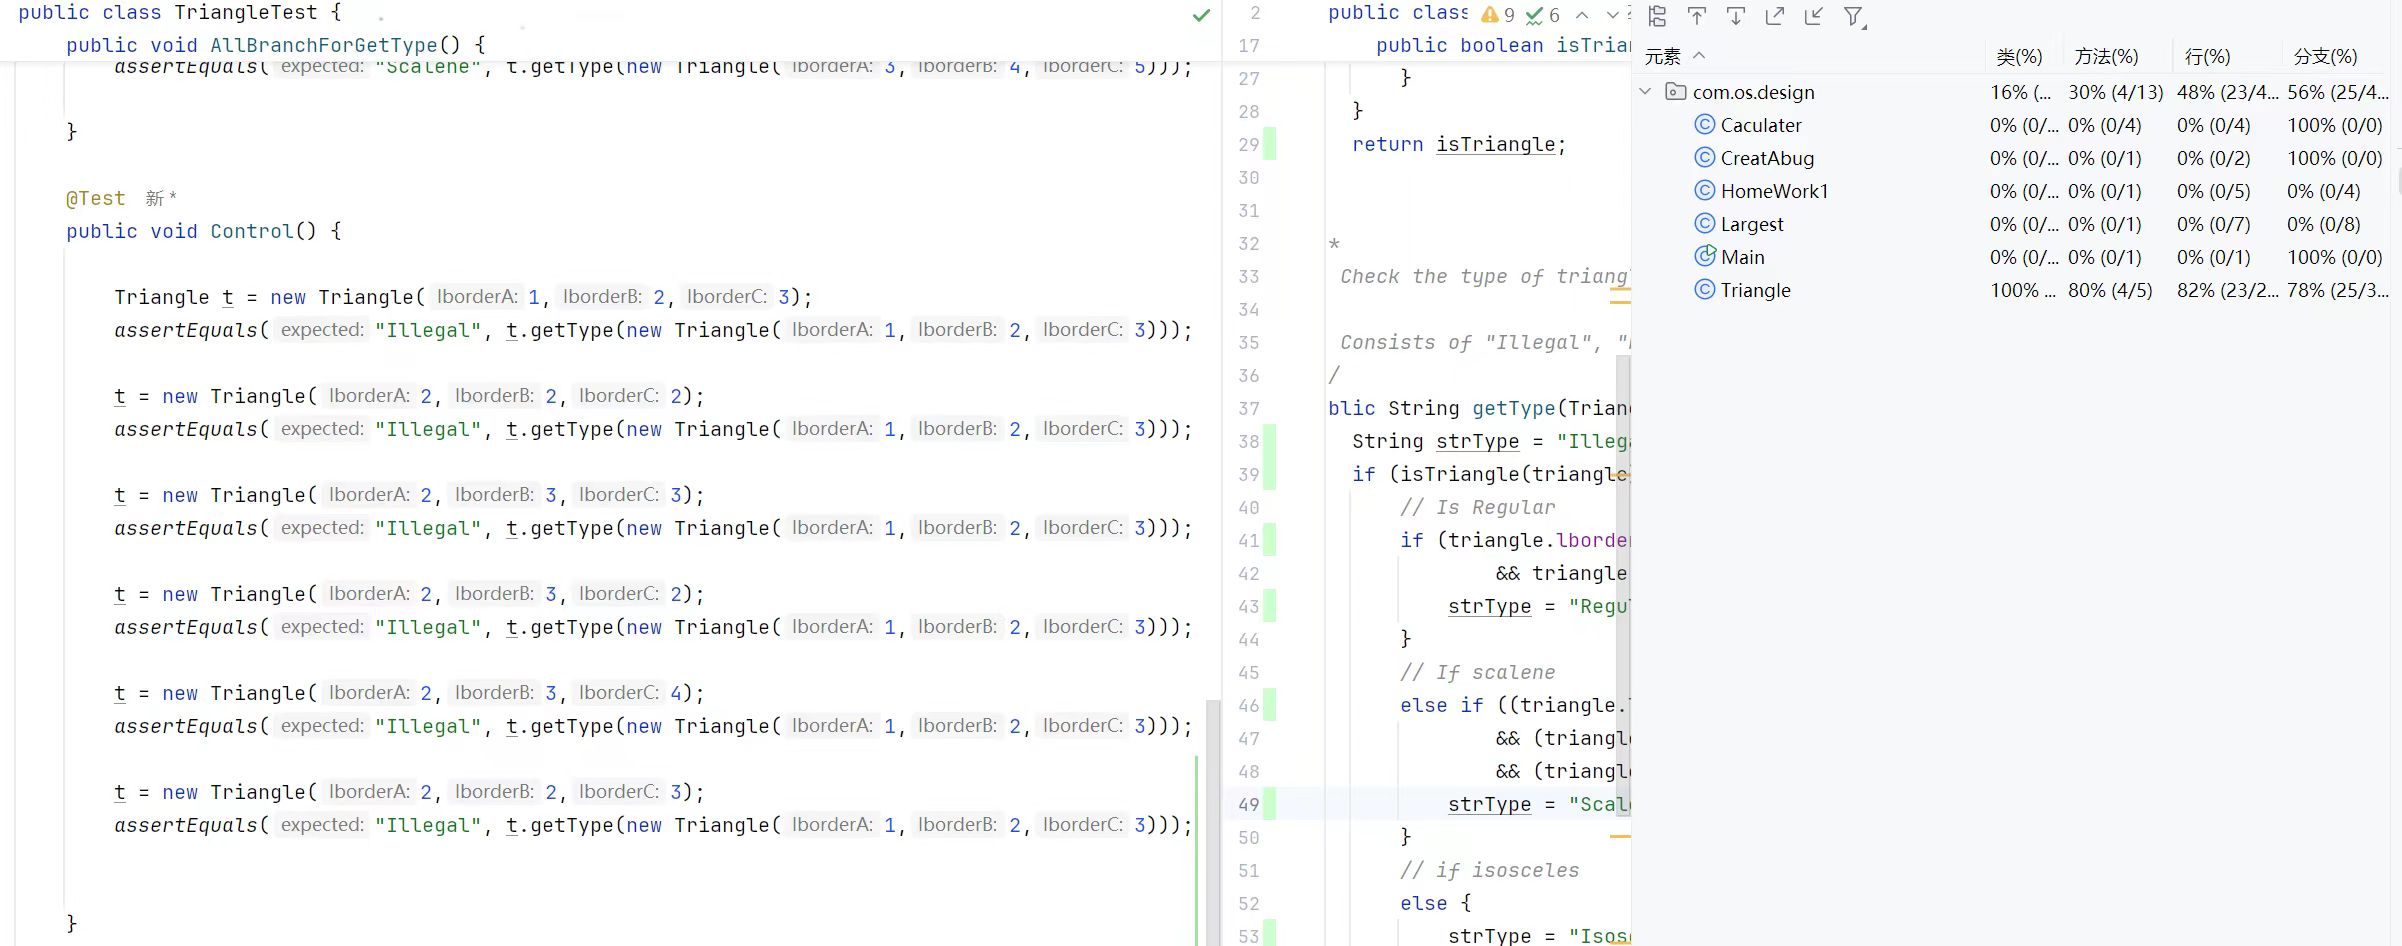 public class TriangleTest {
public void AllBranchForGetType() {
assertEquals( expected: "Scalene", t.getType(new Triangle( lborderA: 3, lborderB: 4, lborderC: 5)));
}
@Test 新 *
public void Control() {
Triangle t = new Triangle( lborderA: 1, lborderB: 2, lborderC: 3);
assertEquals( expected: "Illegal", t.getType(new Triangle( lborderA: 1, lborderB: 2, lborderC: 3)));
t = new Triangle( lborderA: 2, lborderB: 2, lborderC: 2);
assertEquals( expected: "Illegal", t.getType(new Triangle( lborderA: 1, lborderB: 2, lborderC: 3)));
t = new Triangle( lborderA: 2, lborderB: 3, lborderC: 3);
assertEquals( expected: "Illegal", t.getType(new Triangle( lborderA: 1, lborderB: 2, lborderC: 3)));
t = new Triangle( lborderA: 2, lborderB: 3, lborderC: 2);
assertEquals( expected: "Illegal", t.getType(new Triangle( lborderA: 1, lborderB: 2, lborderC: 3)));
t = new Triangle( lborderA: 2, lborderB: 3, lborderC: 4);
assertEquals( expected: "Illegal", t.getType(new Triangle( lborderA: 1, lborderB: 2, lborderC: 3)));
t = new Triangle( lborderA: 2, lborderB: 2, lborderC: 3);
assertEquals( expected: "Illegal", t.getType(new Triangle( lborderA: 1, lborderB: 2, lborderC: 3)));
}
2 public class 9 6
17 public boolean isTrian
27 }
28 }
29 return isTriangle;
30
31
32 *
33 Check the type of triang
34
35 Consists of "Illegal", "
36 /
37 blic String getType(Trian
38 String strType = "Illeg
39 if (isTriangle(triangle
40 // Is Regular
41 if (triangle.lborde
42 && triangle
43 strType = "Regu
44 }
45 // If scalene
46 else if ((triangle.
47 && (triangl
48 && (triangl
49 strType = "Scal
50 }
51 // if isosceles
52 else {
53 strType = "Isos
元素 类(%) 方法(%) 行(%) 分支(%)
com.os.design 16% (... 30% (4/13) 48% (23/4... 56% (25/4...
Caculater 0% (0/... 0% (0/4) 0% (0/4) 100% (0/0)
CreatAbug 0% (0/... 0% (0/1) 0% (0/2) 100% (0/0)
HomeWork1 0% (0/... 0% (0/1) 0% (0/5) 0% (0/4)
Largest 0% (0/... 0% (0/1) 0% (0/7) 0% (0/8)
Main 0% (0/... 0% (0/1) 0% (0/1) 100% (0/0)
Triangle 100% ... 80% (4/5) 82% (23/2... 78% (25/3...